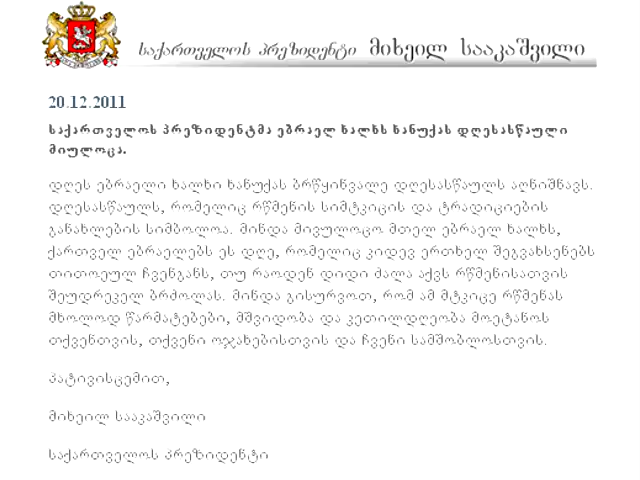 საქართველოს პრეზიდენტი მიხეილ სააკაშვილი
20.12.2011
საქართველოს პრეზიდენტმა ებრაელ ხალხს ხანუქას დღესასწაული
მიულოცა.
დღეს ებრაელი ხალხი ხანუქას ბრწყინვალე დღესასწაულს აღნიშნავს.
დღესასწაულს, რომელიც რწმენის სიმტკიცის და ტრადიციების
განახლების სიმბოლოა. მინდა მივულოცო მთელ ებრაელ ხალხს,
ქართველ ებრაელებს ეს დღე, რომელიც კიდევ ერთხელ შეგვახსენებს
თითოეულ ჩვენგანს, თუ რაოდენ დიდი ძალა აქვს რწმენისათვის
შეუდრეკელ ბრძოლას. მინდა გისურვოთ, რომ ამ მტკიცე რწმენას
მხოლოდ წარმატებები, მშვიდობა და კეთილდღეობა მოეტანოს
თქვენთვის, თქვენი ოჯახებისთვის და ჩვენი სამშობლოსთვის.
პატივისცემით,
მიხეილ სააკაშვილი
საქართველოს პრეზიდენტი